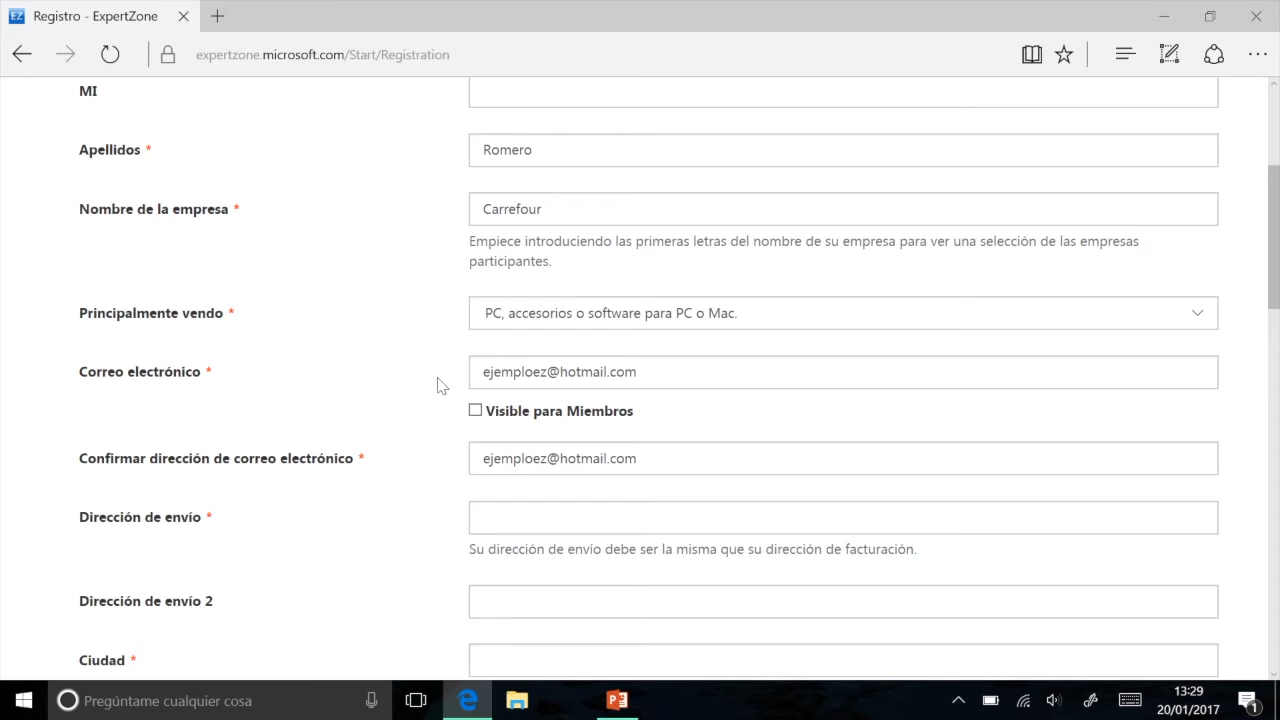 Registro - ExpertZone
expertzone.microsoft.com/Start/Registration
MI
Apellidos *
Romero
Nombre de la empresa *
Carrefour
Empiece introduciendo las primeras letras del nombre de su empresa para ver una selección de las empresas
participantes.
Principalmente vendo *
PC, accesorios o software para PC o Mac.
Correo electrónico *
ejemploez@hotmail.com
Visible para Miembros
Confirmar dirección de correo electrónico *
ejemploez@hotmail.com
Dirección de envío *
Su dirección de envío debe ser la misma que su dirección de facturación.
Dirección de envío 2
Ciudad *
Pregúntame cualquier cosa
13:29
20/01/2017
1